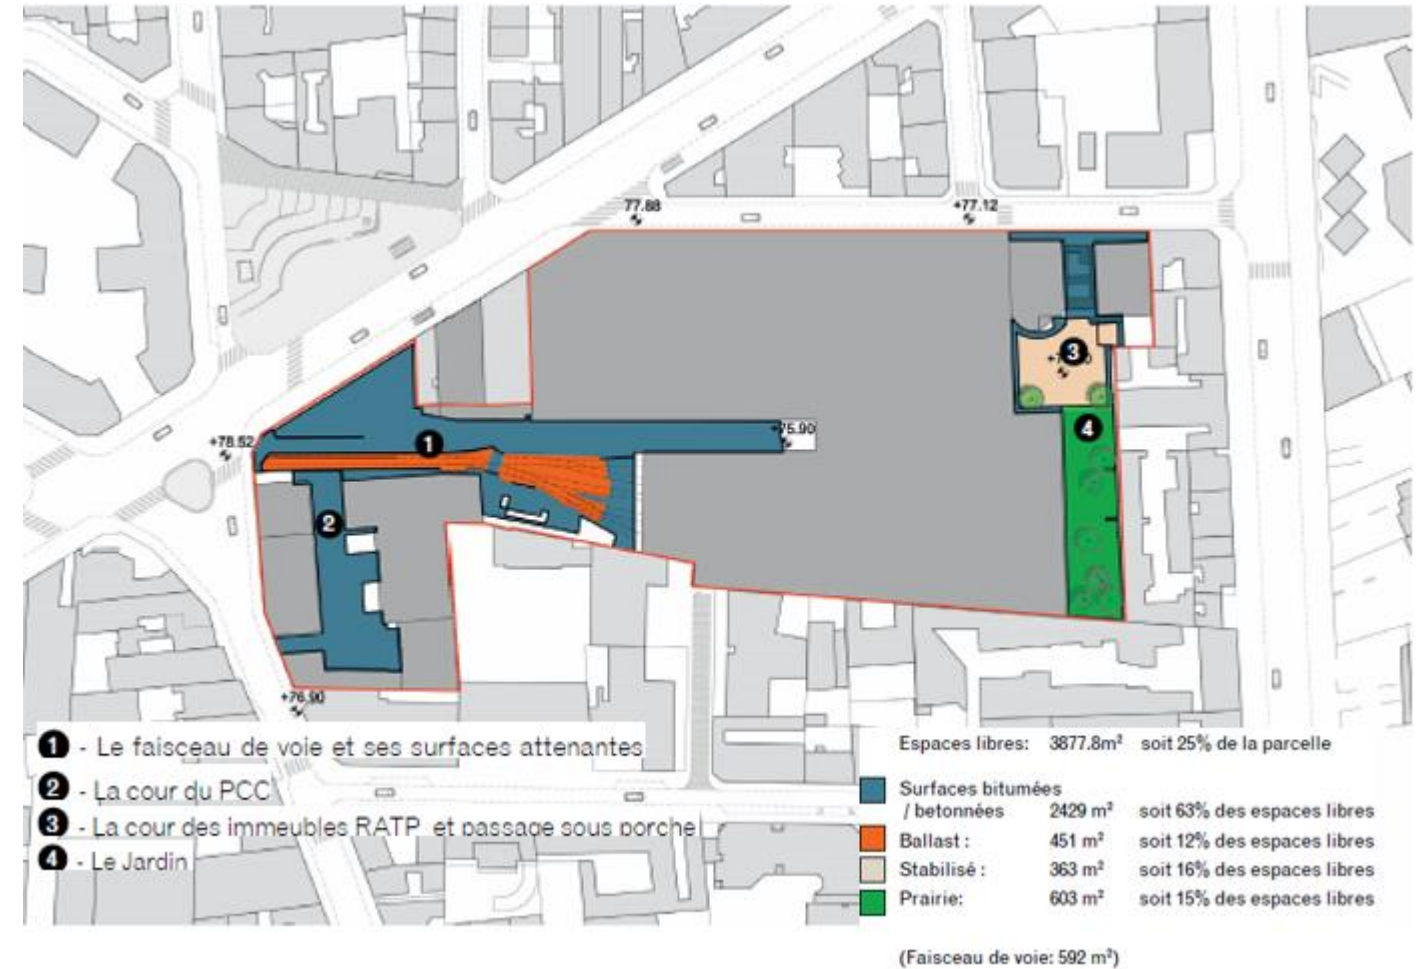 77.88
+77.12
+78.52
+75.90
+76.90
1
2
3
4
1 - Le faisceau de voie et ses surfaces attenantes
2 - La cour du PCC
3 - La cour des immeubles RATP et passage sous porche
4 - Le Jardin
Espaces libres: 3877.8m² soit 25% de la parcelle
Surfaces bitumées
/ betonnées 2429 m² soit 63% des espaces libres
Ballast : 451 m² soit 12% des espaces libres
Stabilisé : 363 m² soit 16% des espaces libres
Prairie: 603 m² soit 15% des espaces libres
(Faisceau de voie: 592 m²)